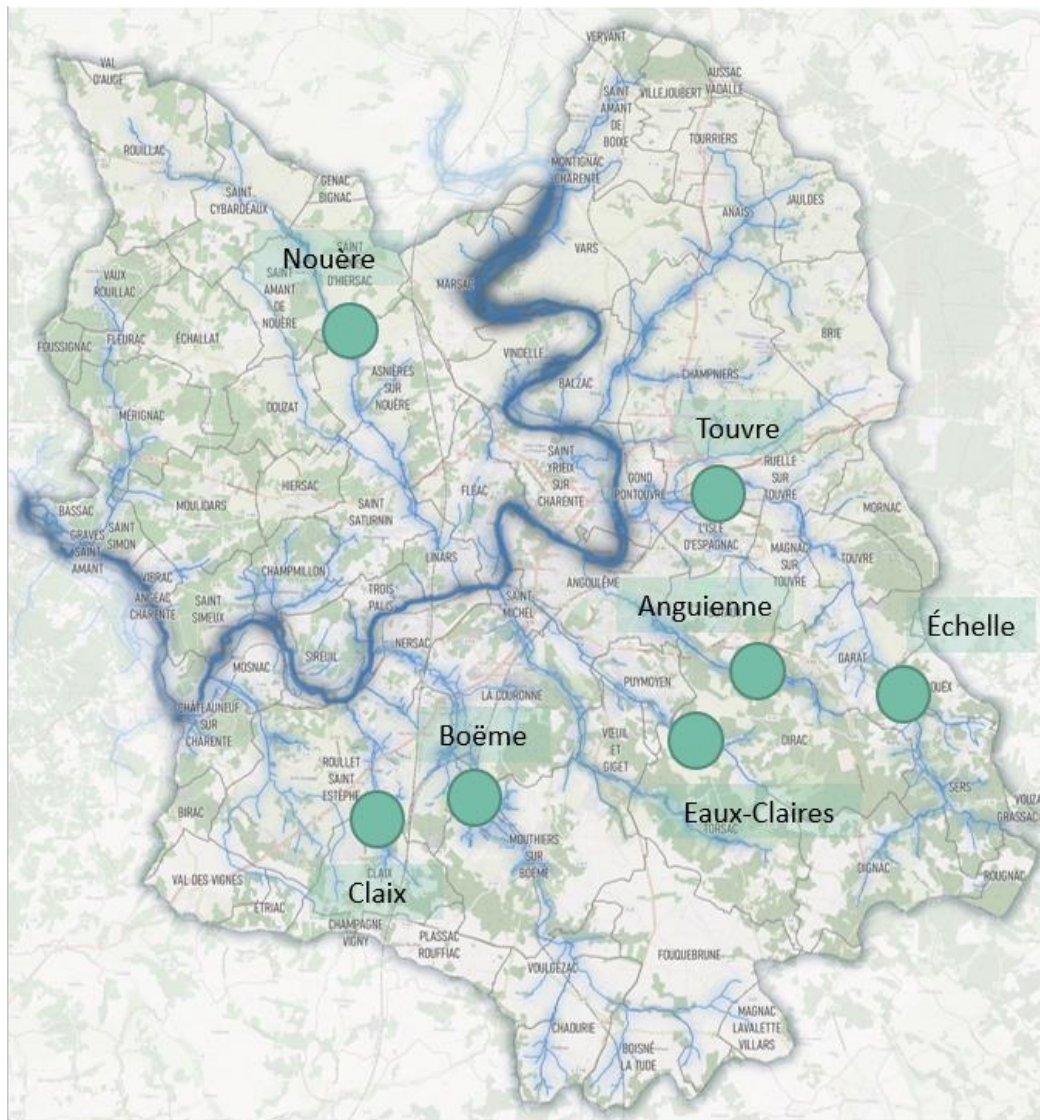 VERVANT
VAL
D'AUGE
AUSSAC
VADALLE
SAINT
AMANT
DE
BOIXE
VILLEJOUBERT
TOURRIERS
ROUILLAC
MONTIGNAC
CHARENTE
GENAC
BIGNAC
SAINT
CYBARDEAUX
JAULDES
ANAIS
VARS
Nouère
SAINT
D'HIERSAC
SAINT
AMANT
DE
NOUÈRE
MARSAC
VAUX
ROUILLAC
FLEURAC
FOUSSIGNAC
ÉCHALLAT
BRIE
VINDELLE
ASNIÈRES
SUR
NOUÈRE
CHAMPNIERS
BALZAC
DOUZAT
MÉRIGNAC
Touvre
SAINT
YRIEIX
SUR
CHARENTE
RUELLE
SUR
TOUVRE
GOND
PONTOUVRE
HIERSAC
FLÉAC
MOULIDARS
SAINT
SATURNIN
MORNAC
BASSAC
L'ISLE
D'ESPAGNAC
GRAVES
SAINT
AMANT
SAINT
SIMON
MAGNAC
SUR
TOUVRE
TOUVRE
LINARS
VIBRAC
CHAMPMILLON
ANGOULÊME
ANGEAC
CHARENTE
TROIS
PALIS
SAINT
SIMEUX
SAINT
MICHEL
Anguienne
Échelle
NERSAC
SIREUIL
GARAT
MOSNAC
PUYMOYEN
LA COURONNE
CHÂTEAUNEUF
SUR
CHARENTE
Boëme
VŒUIL
ET
GIGET
DIRAC
ROULLET
SAINT
ESTÈPHE
SERS
VOUZAN
GRASSAC
Eaux-Claires
TORSAC
BIRAC
MOUTHIERS
SUR
BOËME
DIGNAC
ROUGNAC
VAL DES VIGNES
CLAIX
Claix
ÉTRIAC
CHAMPAGNE
VIGNY
PLASSAC
ROUFFIAC
VOULGÉZAC
FOUQUEBRUNE
CHADURIE
MAGNAC
LAVALETTE
VILLARS
BOISNÉ
LA TUDE